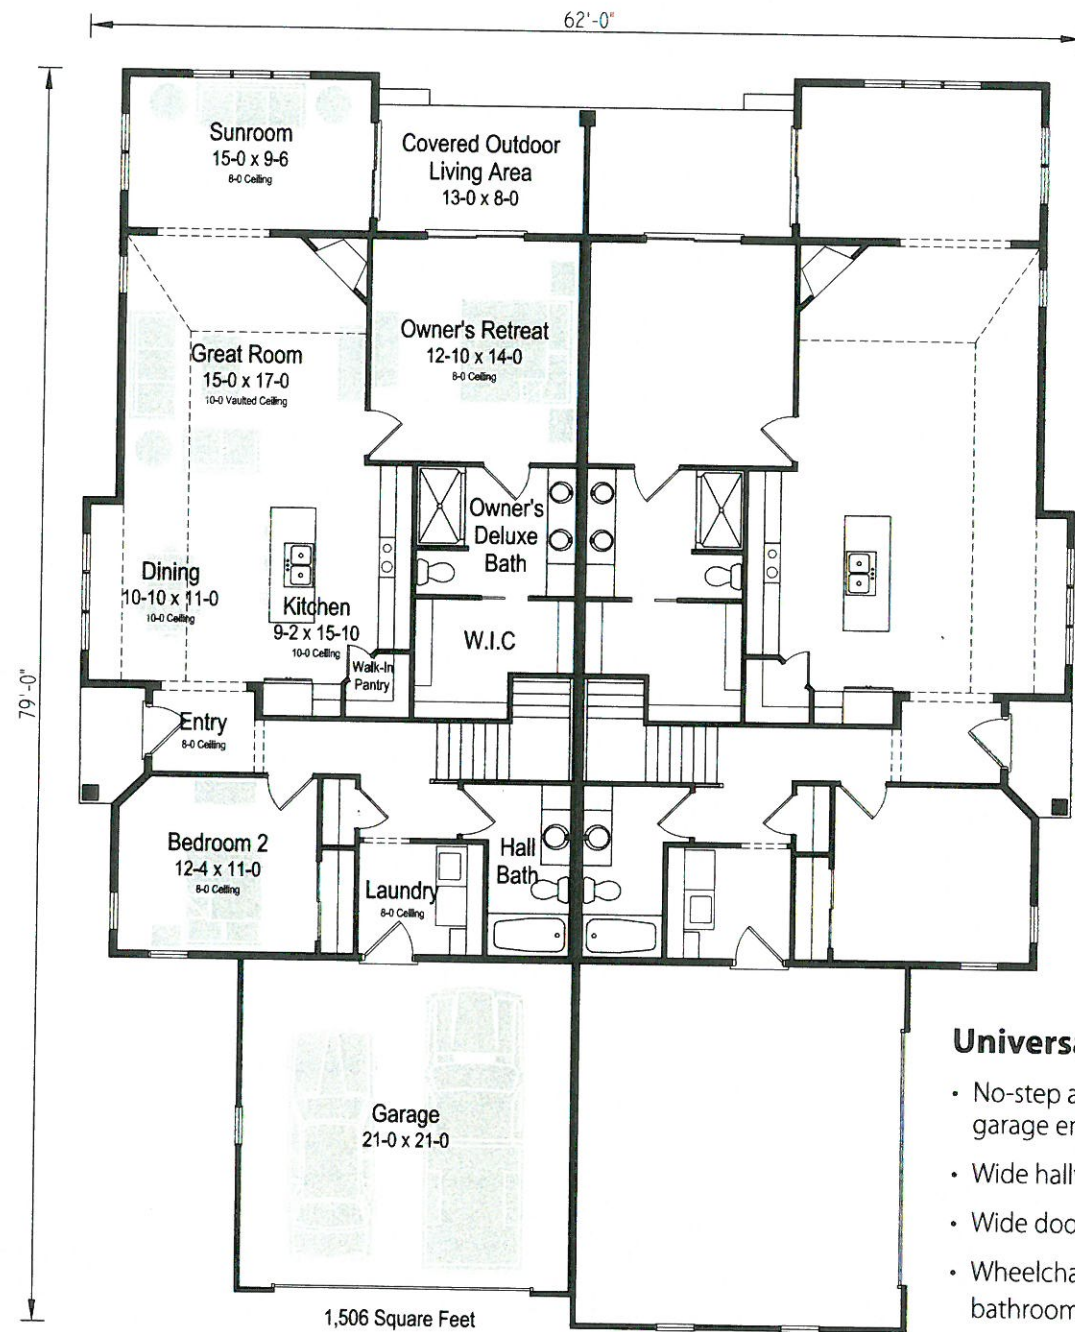 62'-0"
79'-0"
Sunroom
15-0 x 9-6
8-0 Ceiling
Covered Outdoor
Living Area
13-0 x 8-0
Great Room
15-0 x 17-0
10-0 Vaulted Ceiling
Owner's Retreat
12-10 x 14-0
8-0 Ceiling
Owner's
Deluxe
Bath
Dining
10-10 x 11-0
10-0 Ceiling
Kitchen
9-2 x 15-10
10-0 Ceiling
W.I.C
Walk-In
Pantry
Entry
8-0 Ceiling
Bedroom 2
12-4 x 11-0
8-0 Ceiling
Laundry
8-0 Ceiling
Hall
Bath
Garage
21-0 x 21-0
1,506 Square Feet
Univers
• No-step a
garage e
• Wide hall
• Wide doo
• Wheelcha
bathroom